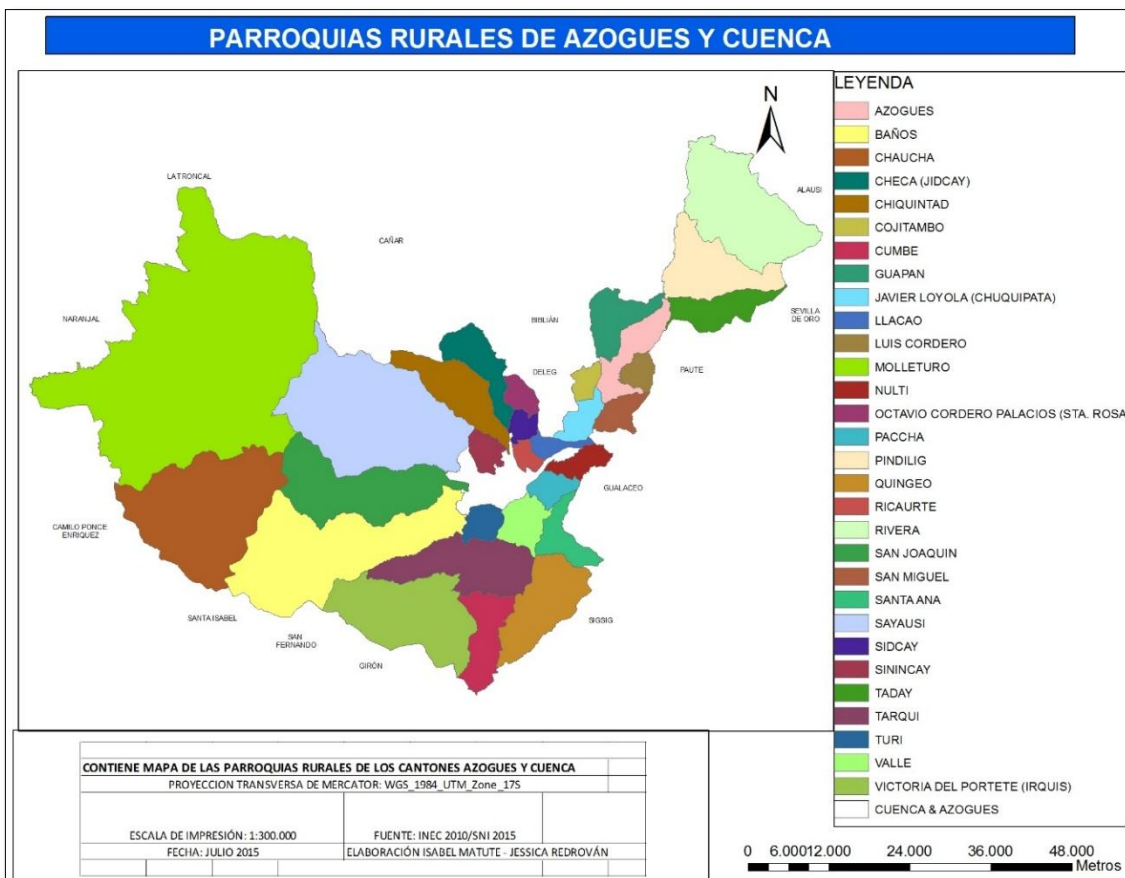 PARROQUIAS RURALES DE AZOGUES Y CUENCA
N
LA TRONCAL
ALAUSI
CAÑAR
NARANJAL
BIBLIÁN
SEVILLA
DE ORO
DELEG
PAUTE
GUALACEO
CAMILO PONCE
ENRIQUEZ
SANTA ISABEL
SAN
FERNANDO
GIRÓN
SIGSIG
LEYENDA
AZOGUES
BAÑOS
CHAUCHA
CHECA (JIDCAY)
CHIQUINTAD
COJITAMBO
CUMBE
GUAPAN
JAVIER LOYOLA (CHUQUIPATA)
LLACAO
LUIS CORDERO
MOLLETURO
NULTI
OCTAVIO CORDERO PALACIOS (STA. ROSA
PACCHA
PINDILIG
QUINGEO
RICAURTE
RIVERA
SAN JOAQUIN
SAN MIGUEL
SANTA ANA
SAYAUSI
SIDCAY
SININCAY
TADAY
TARQUI
TURI
VALLE
VICTORIA DEL PORTETE (IRQUIS)
CUENCA & AZOGUES
CONTIENE MAPA DE LAS PARROQUIAS RURALES DE LOS CANTONES AZOGUES Y CUENCA
PROYECCION TRANSVERSA DE MERCATOR: WGS_1984_UTM_Zone_17S
ESCALA DE IMPRESIÓN: 1:300.000 FUENTE: INEC 2010/SNI 2015
FECHA: JULIO 2015 ELABORACIÓN ISABEL MATUTE - JESSICA REDROVÁN
0 6.000 12.000 24.000 36.000 48.000
Metros